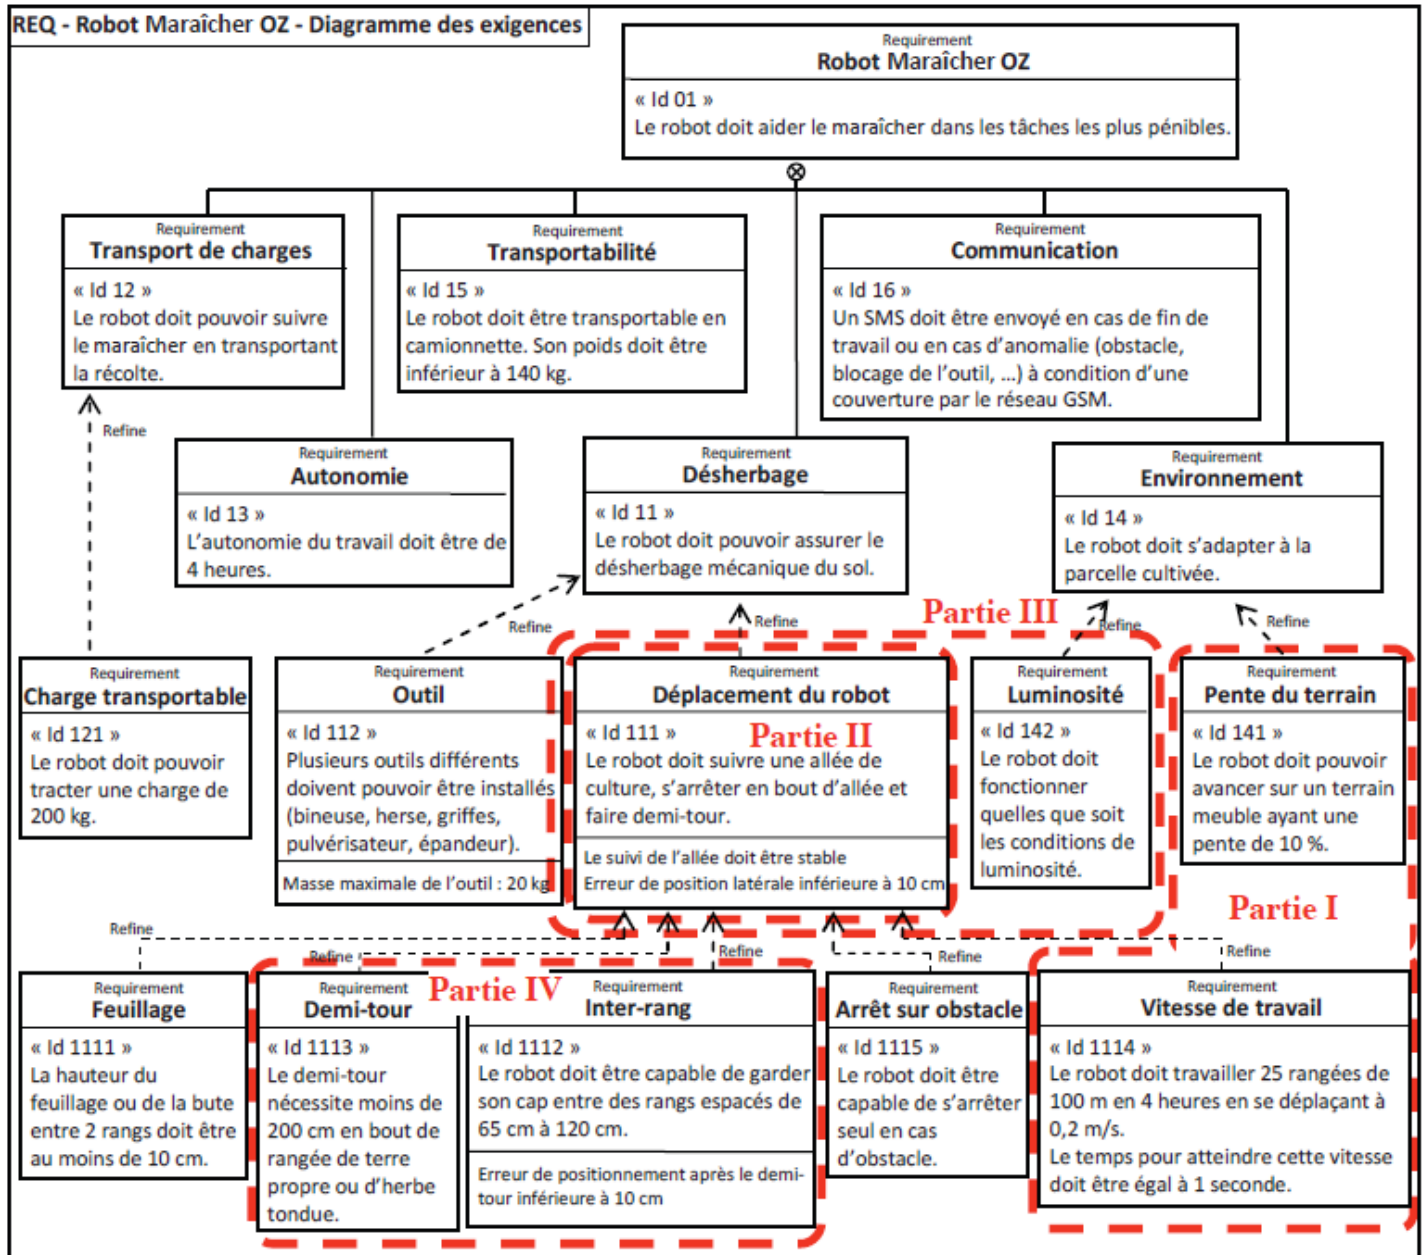 REQ - Robot Maraîcher OZ - Diagramme des exigences
Requirement
Robot Maraîcher OZ
« Id 01 »
Le robot doit aider le maraîcher dans les tâches les plus pénibles.
Requirement
Transport de charges
« Id 12 »
Le robot doit pouvoir suivre
le maraîcher en transportant
la récolte.
Requirement
Transportabilité
« Id 15 »
Le robot doit être transportable en
camionnette. Son poids doit être
inférieur à 140 kg.
Requirement
Communication
« Id 16 »
Un SMS doit être envoyé en cas de fin de
travail ou en cas d'anomalie (obstacle,
blocage de l'outil, ...) à condition d'une
couverture par le réseau GSM.
Refine
Requirement
Autonomie
« Id 13 »
L'autonomie du travail doit être de
4 heures.
Requirement
Désherbage
« Id 11 »
Le robot doit pouvoir assurer le
désherbage mécanique du sol.
Requirement
Environnement
« Id 14 »
Le robot doit s'adapter à la
parcelle cultivée.
Refine
Refine
Partie III
Refine
Refine
Requirement
Charge transportable
« Id 121 »
Le robot doit pouvoir
tracter une charge de
200 kg.
Requirement
Outil
« Id 112 »
Plusieurs outils différents
doivent pouvoir être installés
(bineuse, herse, griffes,
pulvérisateur, épandeur).
Masse maximale de l'outil : 20 kg
Requirement
Déplacement du robot
« Id 111 »
Partie II
Le robot doit suivre une allée de
culture, s'arrêter en bout d'allée et
faire demi-tour.
Le suivi de l'allée doit être stable
Erreur de position latérale inférieure à 10 cm
Requirement
Luminosité
« Id 142 »
Le robot doit
fonctionner
quelles que soit
les conditions de
luminosité.
Requirement
Pente du terrain
« Id 141 »
Le robot doit pouvoir
avancer sur un terrain
meuble ayant une
pente de 10 %.
Partie I
Refine
Refine
Refine
Refine
Refine
Requirement
Feuillage
« Id 1111 »
La hauteur du
feuillage ou de la bute
entre 2 rangs doit être
au moins de 10 cm.
Requirement
Demi-tour
« Id 1113 »
Le demi-tour
nécessite moins de
200 cm en bout de
rangée de terre
propre ou d'herbe
tondue.
Partie IV
Requirement
Inter-rang
« Id 1112 »
Le robot doit être capable de garder
son cap entre des rangs espacés de
65 cm à 120 cm.
Erreur de positionnement après le demi-
tour inférieure à 10 cm
Requirement
Arrêt sur obstacle
« Id 1115 »
Le robot doit être
capable de s'arrêter
seul en cas
d'obstacle.
Requirement
Vitesse de travail
« Id 1114 »
Le robot doit travailler 25 rangées de
100 m en 4 heures en se déplaçant à
0,2 m/s.
Le temps pour atteindre cette vitesse
doit être égal à 1 seconde.